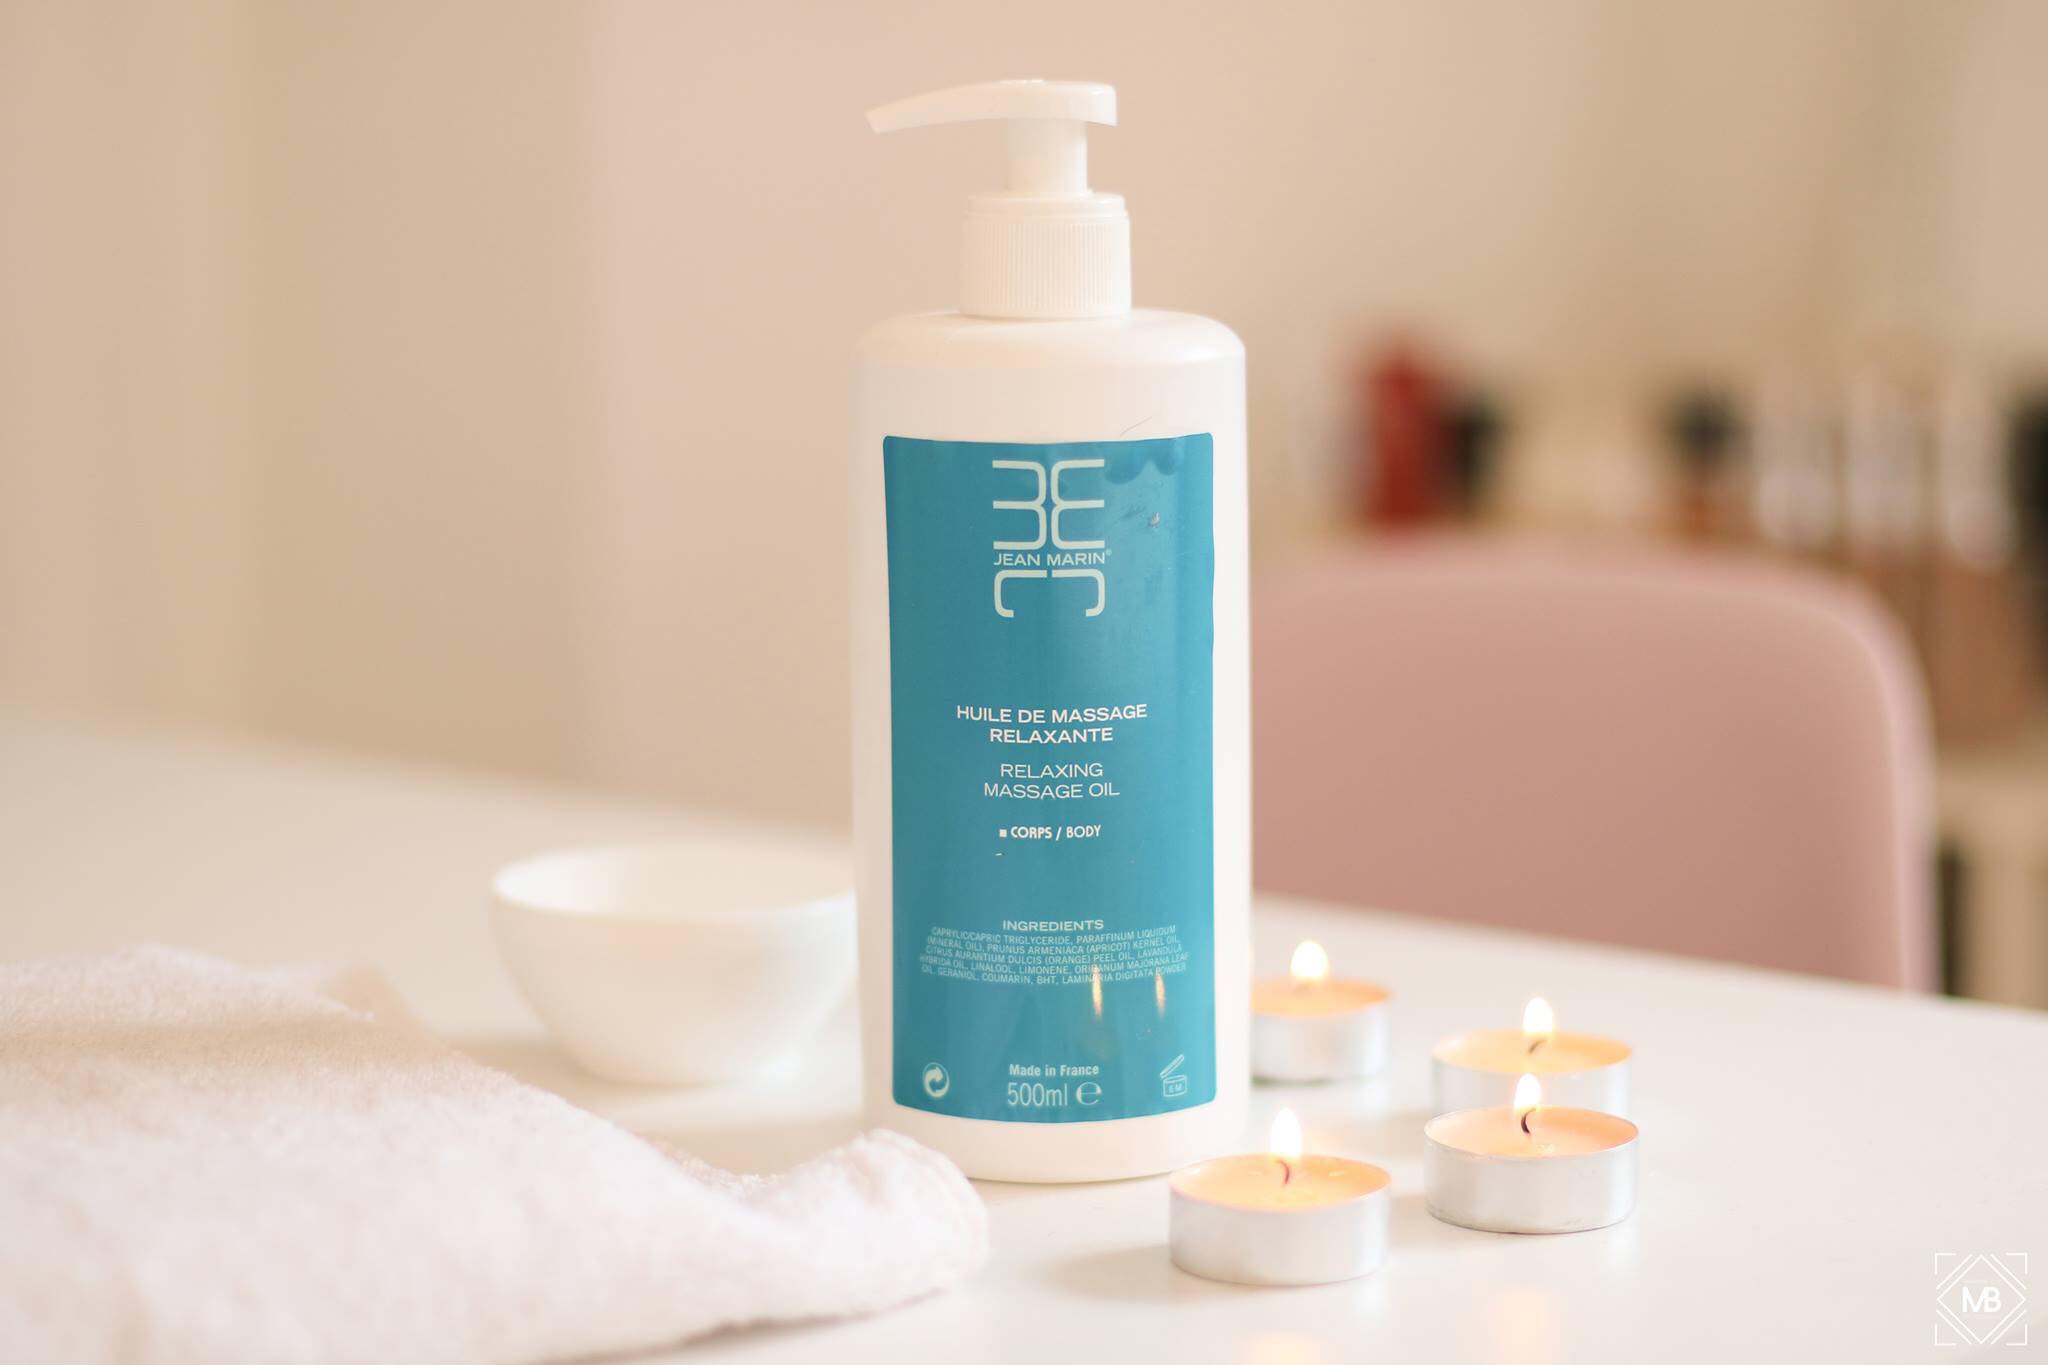 JEAN MARIN®
HUILE DE MASSAGE
RELAXANTE
RELAXING
MASSAGE OIL
■ CORPS / BODY
INGREDIENTS
CAPRYLIC/CAPRIC TRIGLYCERIDE, PARAFFINUM LIQUIDUM
(MINERAL OIL), PRUNUS ARMENIACA (APRICOT) KERNEL OIL,
CITRUS AURANTIUM DULCIS (ORANGE) PEEL OIL, LAVANDULA
HYBRIDA OIL, LINALOOL, LIMONENE, ORIGANUM MAJORANA LEAF
OIL, GERANIOL, COUMARIN, BHT, LAMINARIA DIGITATA POWDER
Made in France
500ml ℮
6 M
MB